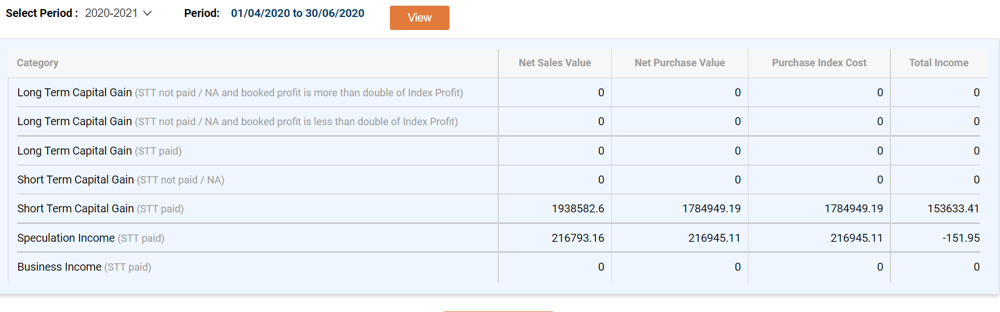 Select Period : 2020-2021 Period: 01/04/2020 to 30/06/2020 View
Category Net Sales Value Net Purchase Value Purchase Index Cost Total Income
Long Term Capital Gain (STT not paid / NA and booked profit is more than double of Index Profit) 0 0 0 0
Long Term Capital Gain (STT not paid / NA and booked profit is less than double of Index Profit) 0 0 0 0
Long Term Capital Gain (STT paid) 0 0 0 0
Short Term Capital Gain (STT not paid / NA) 0 0 0 0
Short Term Capital Gain (STT paid) 1938582.6 1784949.19 1784949.19 153633.41
Speculation Income (STT paid) 216793.16 216945.11 216945.11 -151.95
Business Income (STT paid) 0 0 0 0